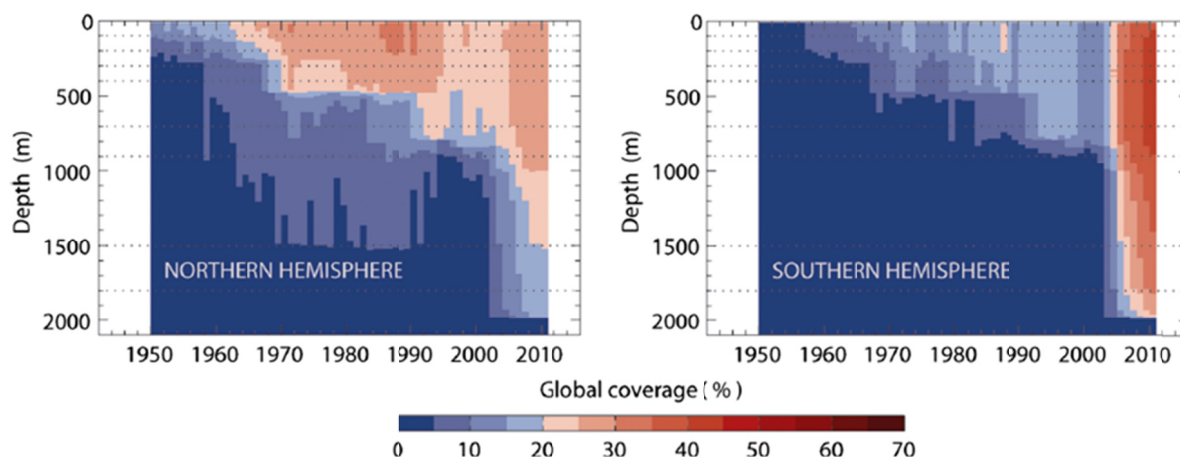 0
500
1000
1500
2000
Depth (m)
NORTHERN HEMISPHERE
1950 1960 1970 1980 1990 2000 2010
0
500
1000
1500
2000
Depth (m)
SOUTHERN HEMISPHERE
1950 1960 1970 1980 1990 2000 2010
Global coverage ( % )
0 10 20 30 40 50 60 70